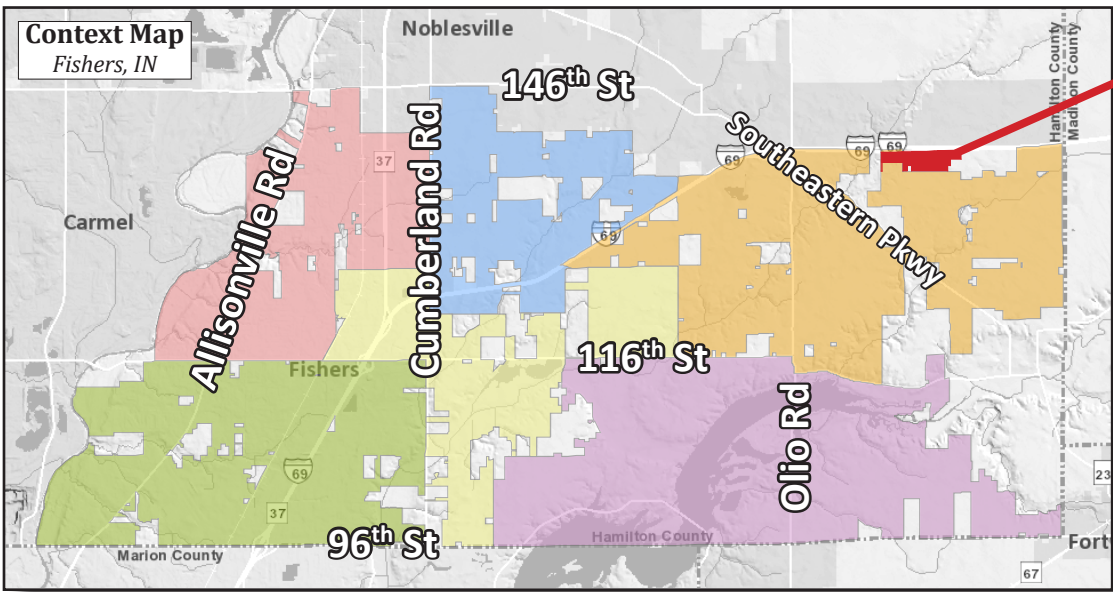 Context Map
Fishers, IN
Noblesville
146th St
Hamilton County
Madison County
Southeastern Pkwy
69
69
69
37
Cumberland Rd
Allisonville Rd
Carmel
69
116th St
Fishers
Olio Rd
69
37
23
96th St
Marion County
Hamilton County
Fort
67